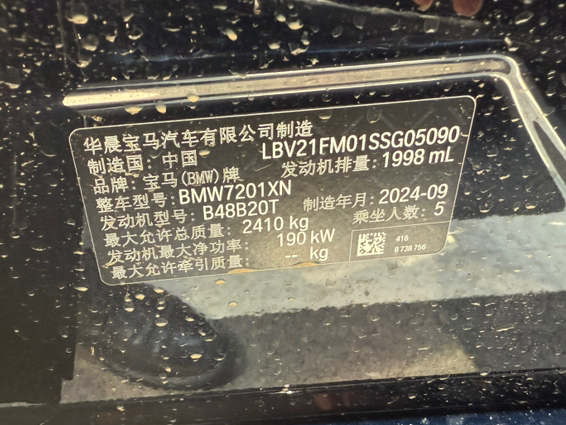 华晨宝马汽车有限公司制造
制造国：中国 LBV21FM01SSG05090
品牌：宝马(BMW)牌 发动机排量：1998 mL
整车型号：BMW7201XN
发动机型号：B48B20T 制造年月：2024-09
最大允许总质量：2410 kg 乘坐人数：5
发动机最大净功率：190 kW
最大允许牵引质量：-- kg
416
8 738 756